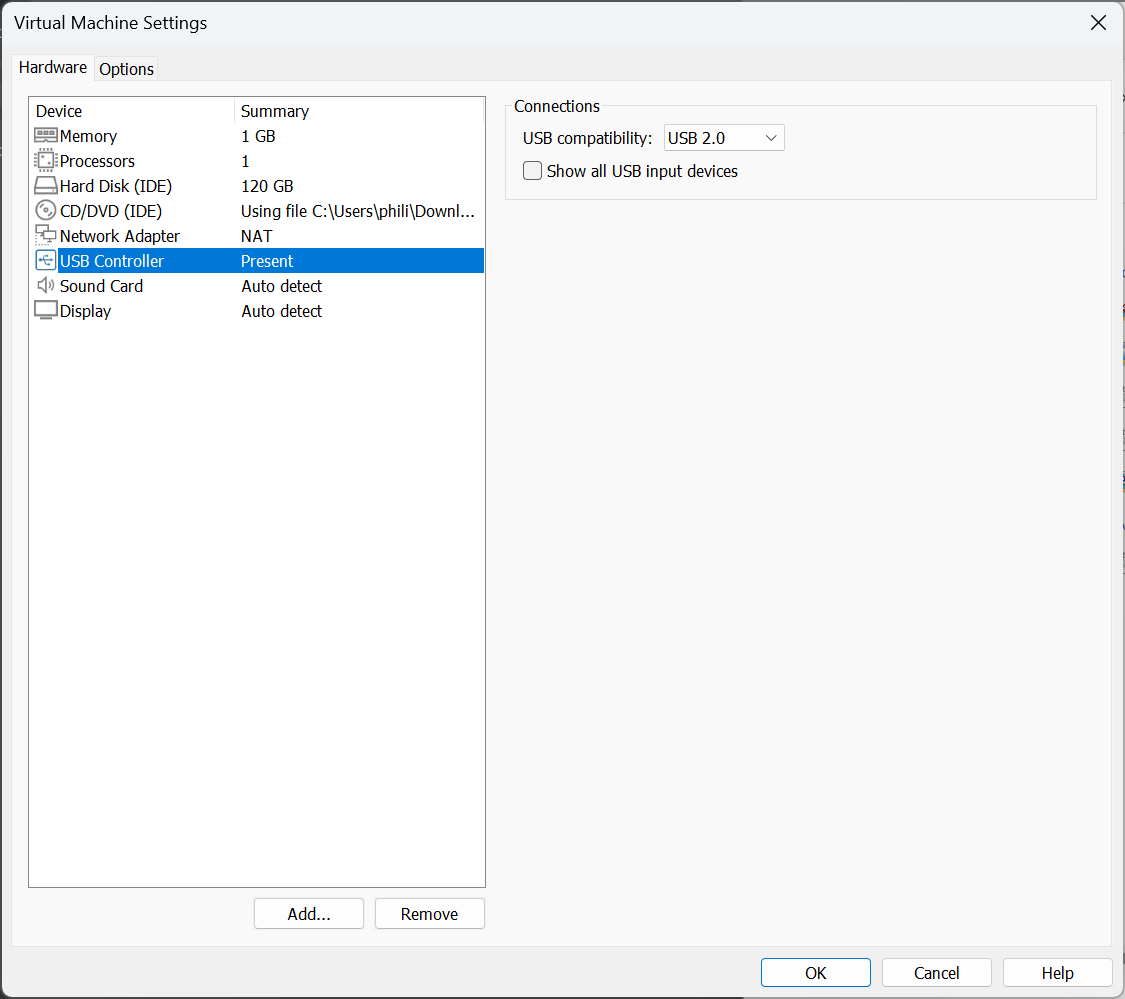 Virtual Machine Settings
Hardware Options
Device Summary
Memory 1 GB
Processors 1
Hard Disk (IDE) 120 GB
CD/DVD (IDE) Using file C:\Users\phili\Downl...
Network Adapter NAT
USB Controller Present
Sound Card Auto detect
Display Auto detect
Add... Remove
Connections
USB compatibility: USB 2.0
Show all USB input devices
OK Cancel Help